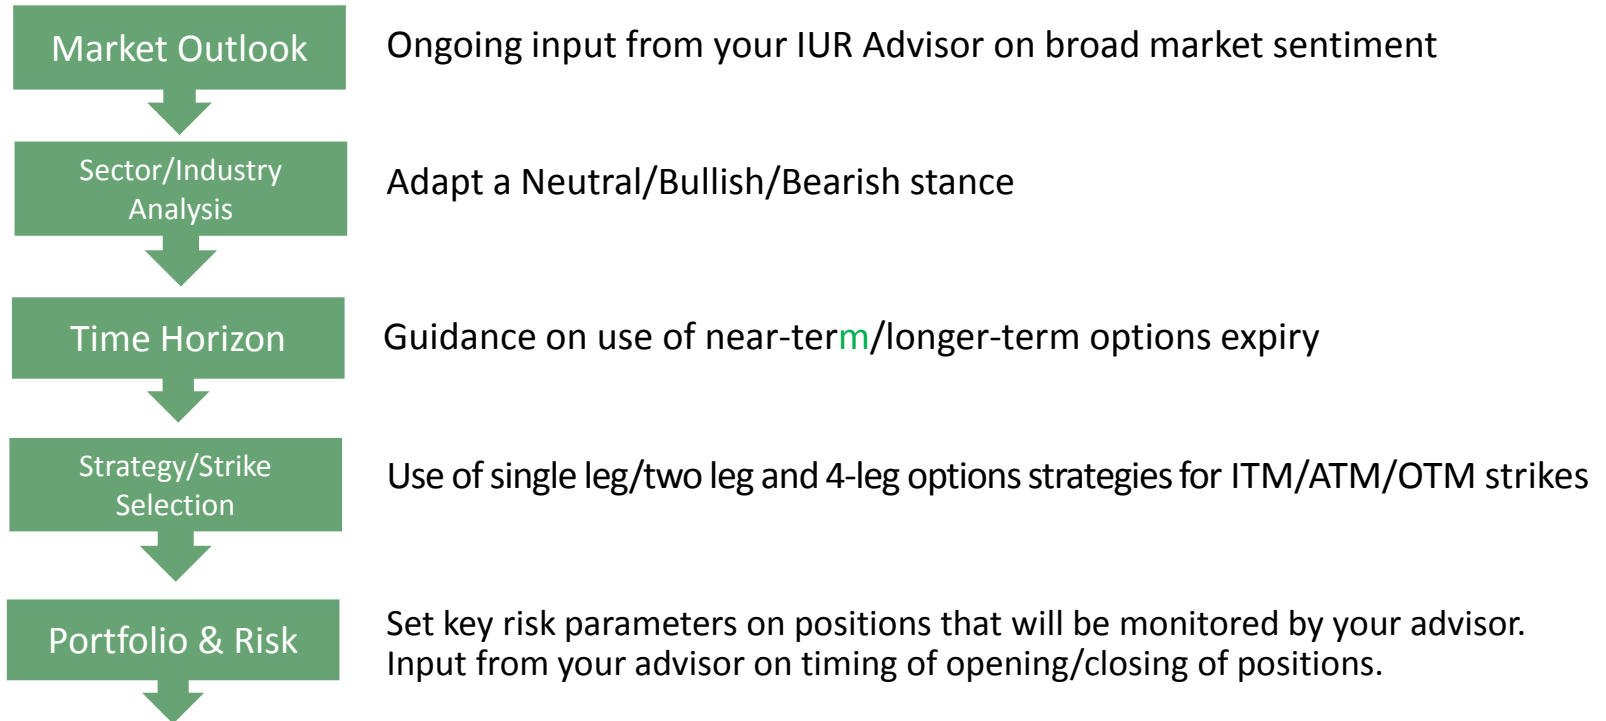 Market Outlook
Ongoing input from your IUR Advisor on broad market sentiment
Sector/Industry
Analysis
Adapt a Neutral/Bullish/Bearish stance
Time Horizon
Guidance on use of near-term/longer-term options expiry
Strategy/Strike
Selection
Use of single leg/two leg and 4-leg options strategies for ITM/ATM/OTM strikes
Portfolio & Risk
Set key risk parameters on positions that will be monitored by your advisor.
Input from your advisor on timing of opening/closing of positions.